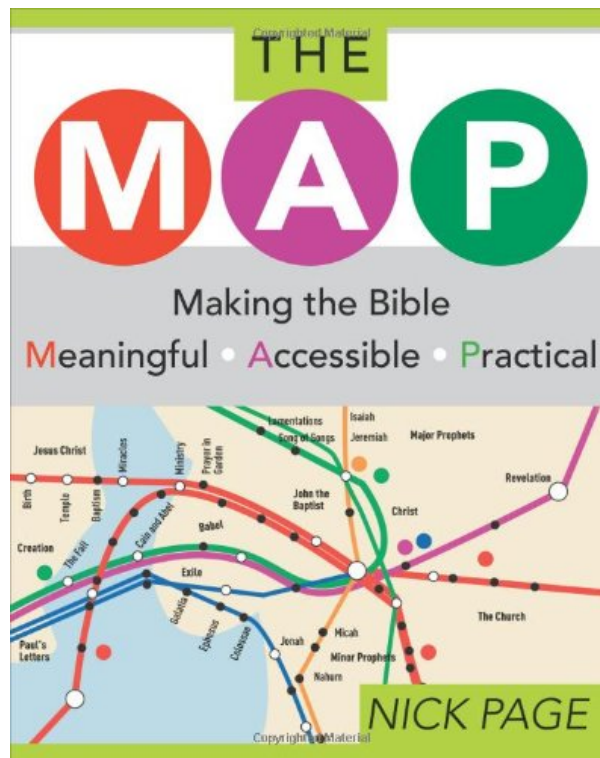 Copyrighted Material
THE
MAP
Making the Bible
Meaningful • Accessible • Practical
Lamentations
Song of Songs
Isaiah
Jeremiah
Major Prophets
Jesus Christ
Miracles
Ministry
Prayer in
Garden
Birth
Temple
Baptism
John the
Baptist
Christ
Revelation
Creation
The Fall
Cain and Abel
Babel
Exile
Galatia
Ephesus
Colossae
Paul's
Letters
Jonah
Micah
Minor Prophets
Nahum
The Church
NICK PAGE
Copyrighted Material